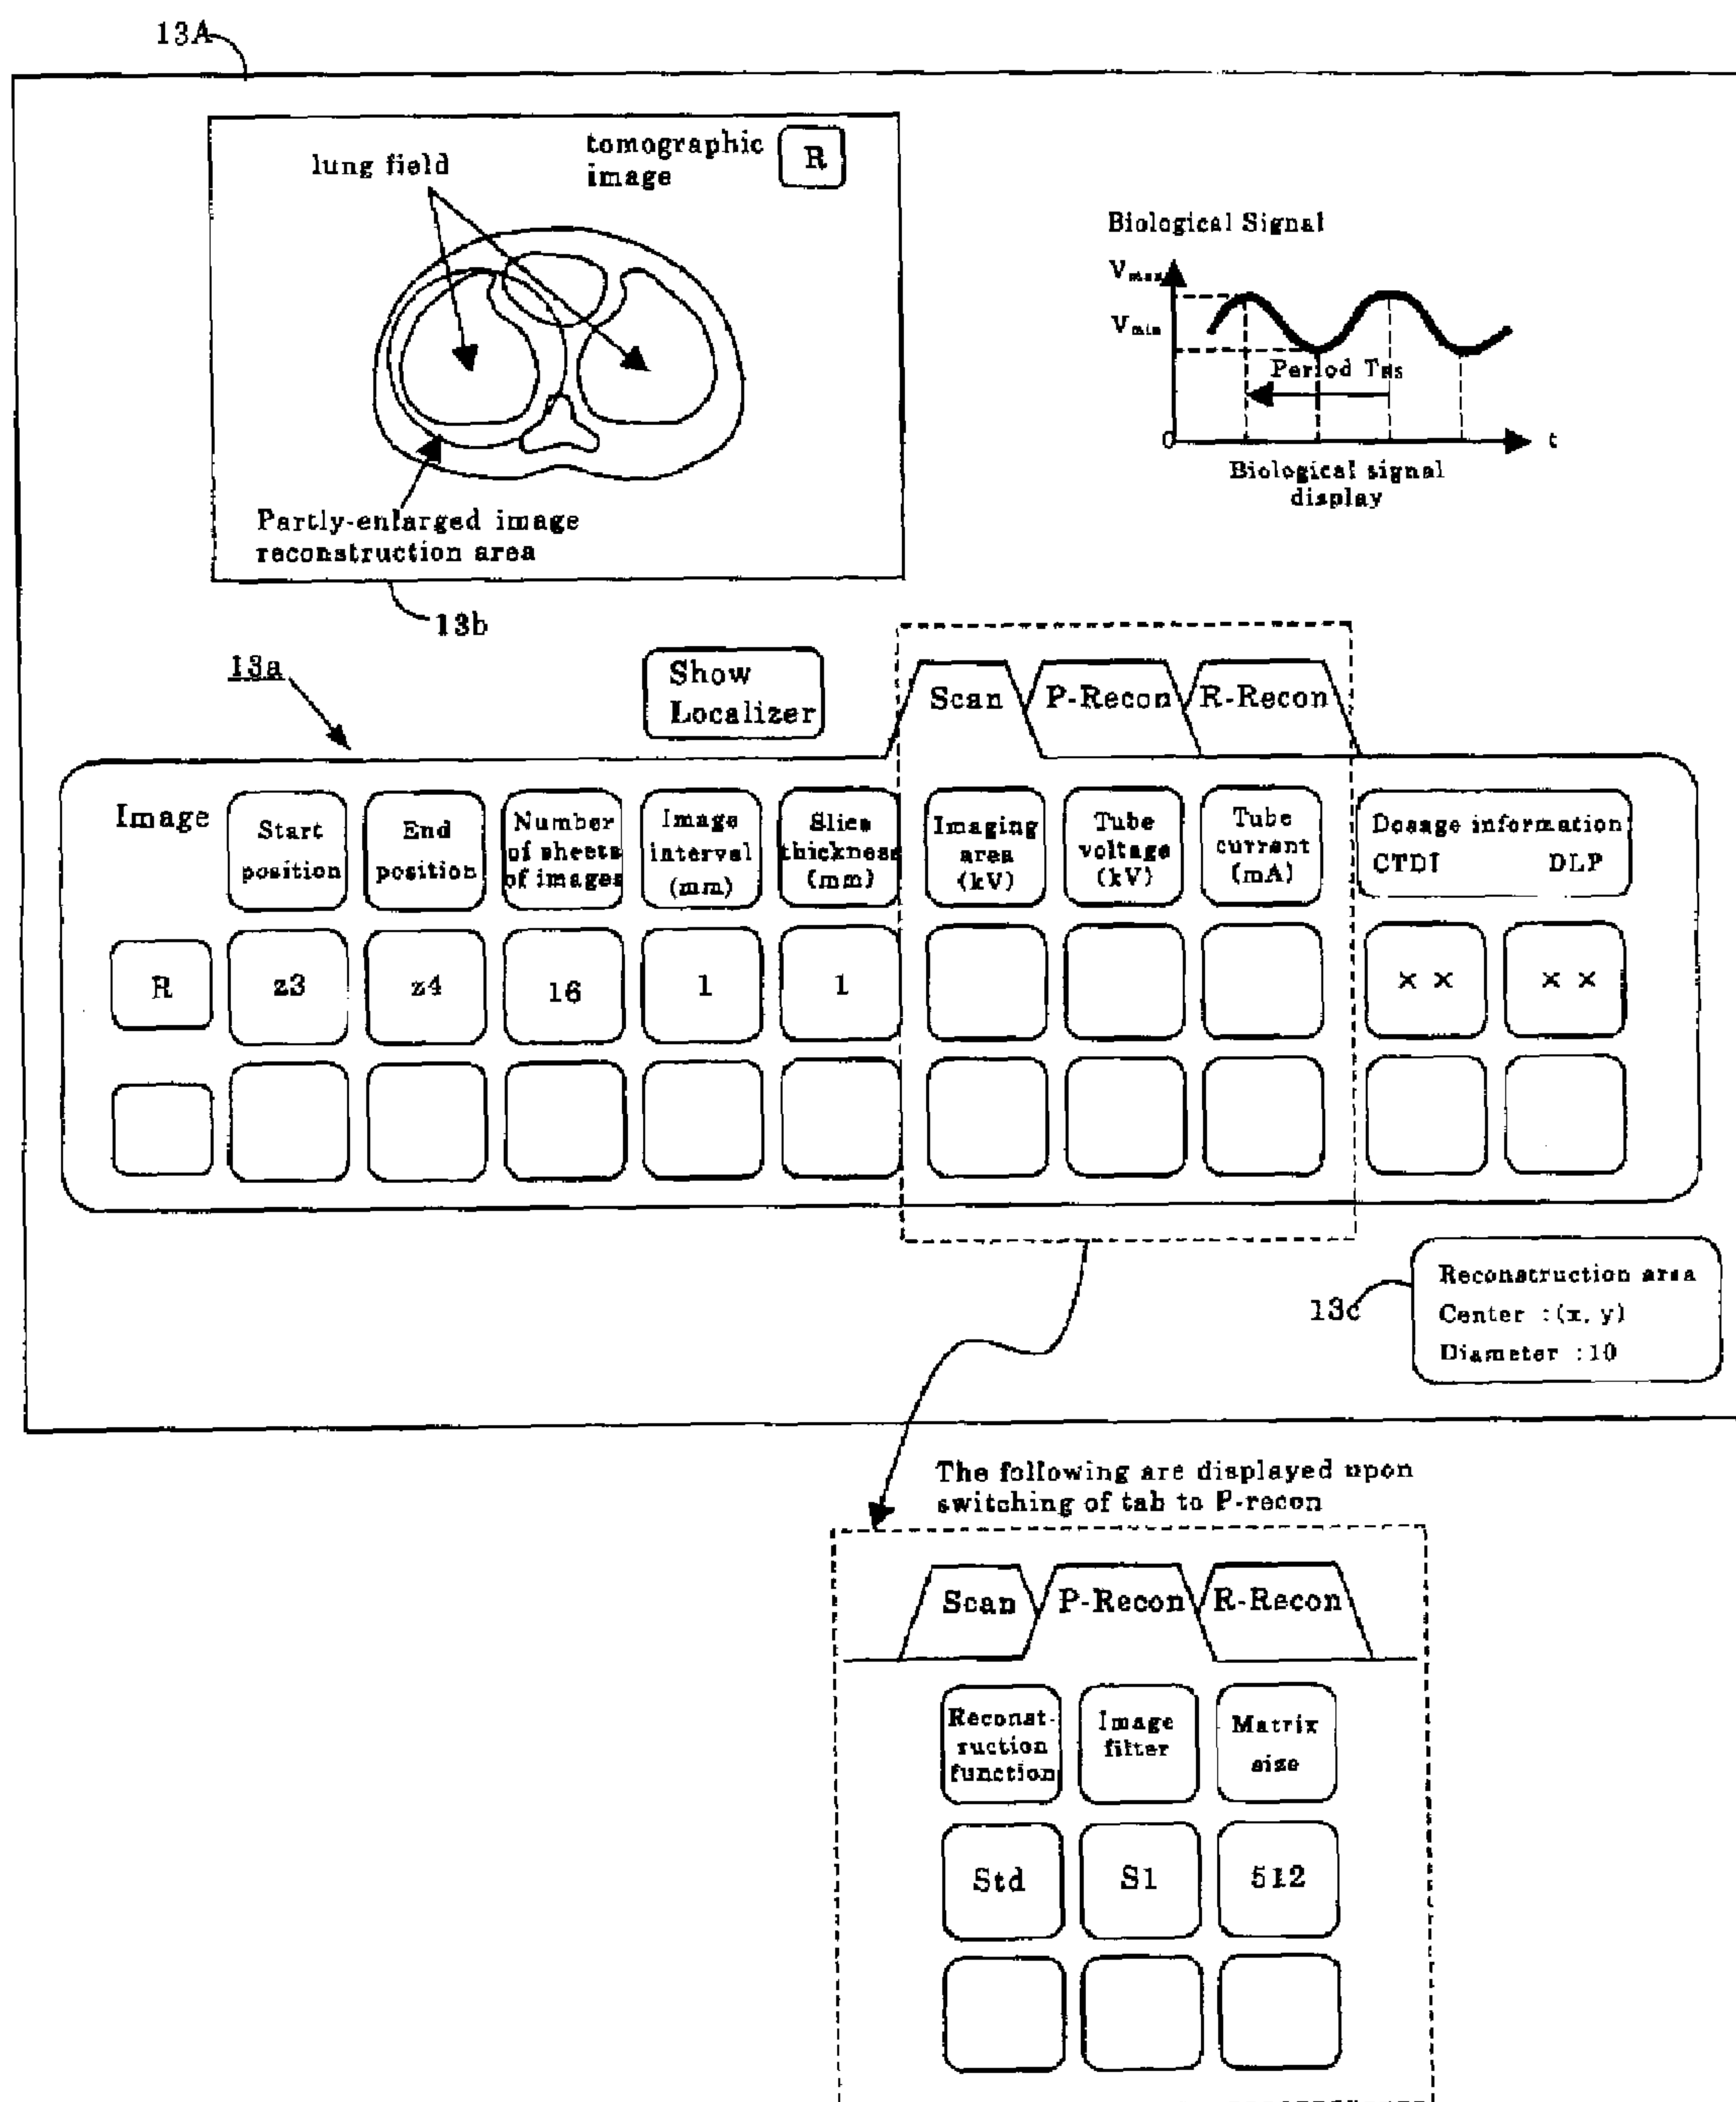 13A
lung field
tomographic
image
R
Partly-enlarged image
reconstruction area
13b
Biological Signal
Vmax
Vmin
Period Tss
0
t
Biological signal
display
13a
Show
Localizer
Scan
P-Recon
R-Recon
Image
Start
position
End
position
Number
of sheets
of images
Image
interval
(mm)
Slice
thickness
(mm)
Imaging
area
(kV)
Tube
voltage
(kV)
Tube
current
(mA)
Dosage information
CTDI DLP
R
z3
z4
16
1
1
× ×
× ×
13c
Reconstruction area
Center :(x, y)
Diameter :10
The following are displayed upon
switching of tab to P-recon
Scan
P-Recon
R-Recon
Reconst-
ruction
function
Image
filter
Matrix
size
Std
S1
512